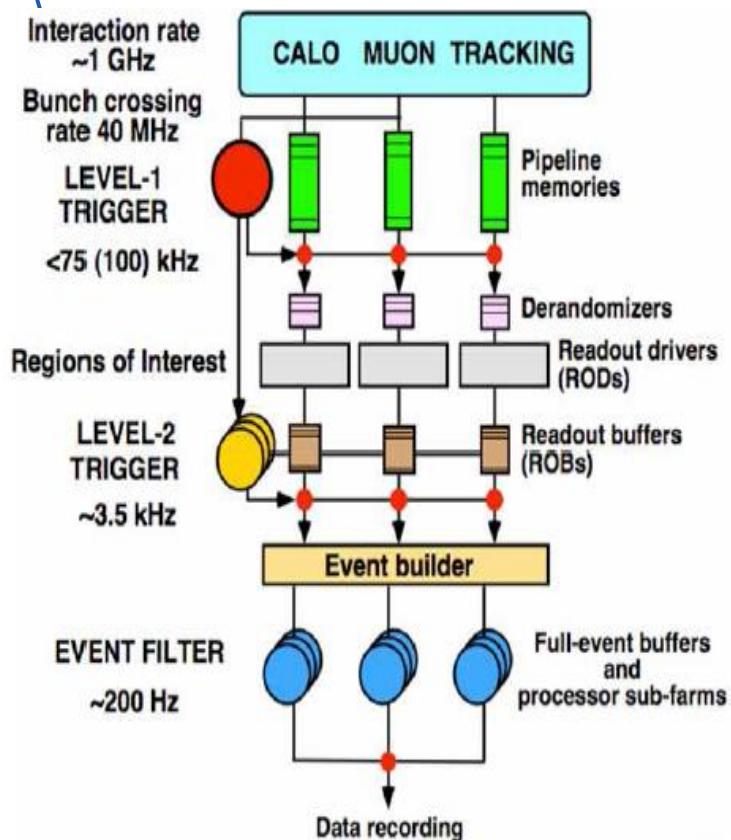 Interaction rate
~1 GHz
CALO MUON TRACKING
Bunch crossing
rate 40 MHz
LEVEL-1
TRIGGER
<75 (100) kHz
Pipeline
memories
Derandomizers
Regions of Interest
Readout drivers
(RODs)
LEVEL-2
TRIGGER
~3.5 kHz
Readout buffers
(ROBs)
Event builder
EVENT FILTER
~200 Hz
Full-event buffers
and
processor sub-farms
Data recording